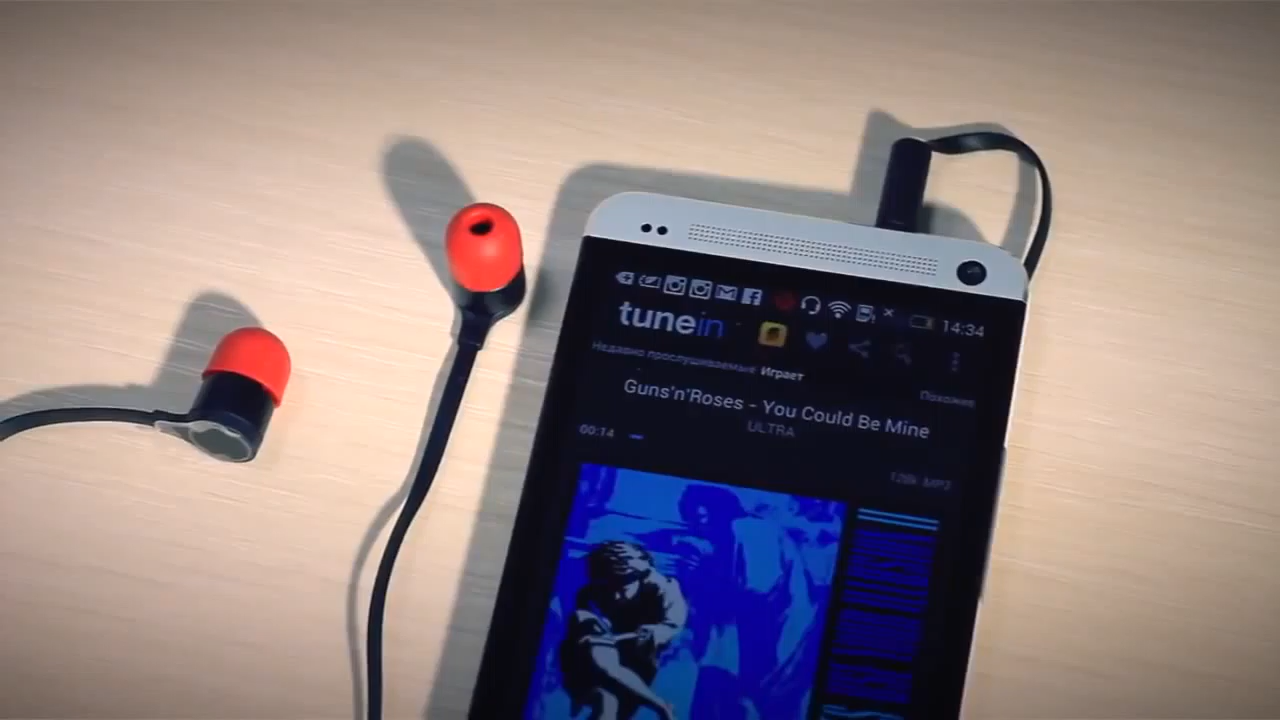 14:34
tunein
Недавно прослушиваемые Играет Похожие
Guns'n'Roses - You Could Be Mine
ULTRA
00:14
128k MP3